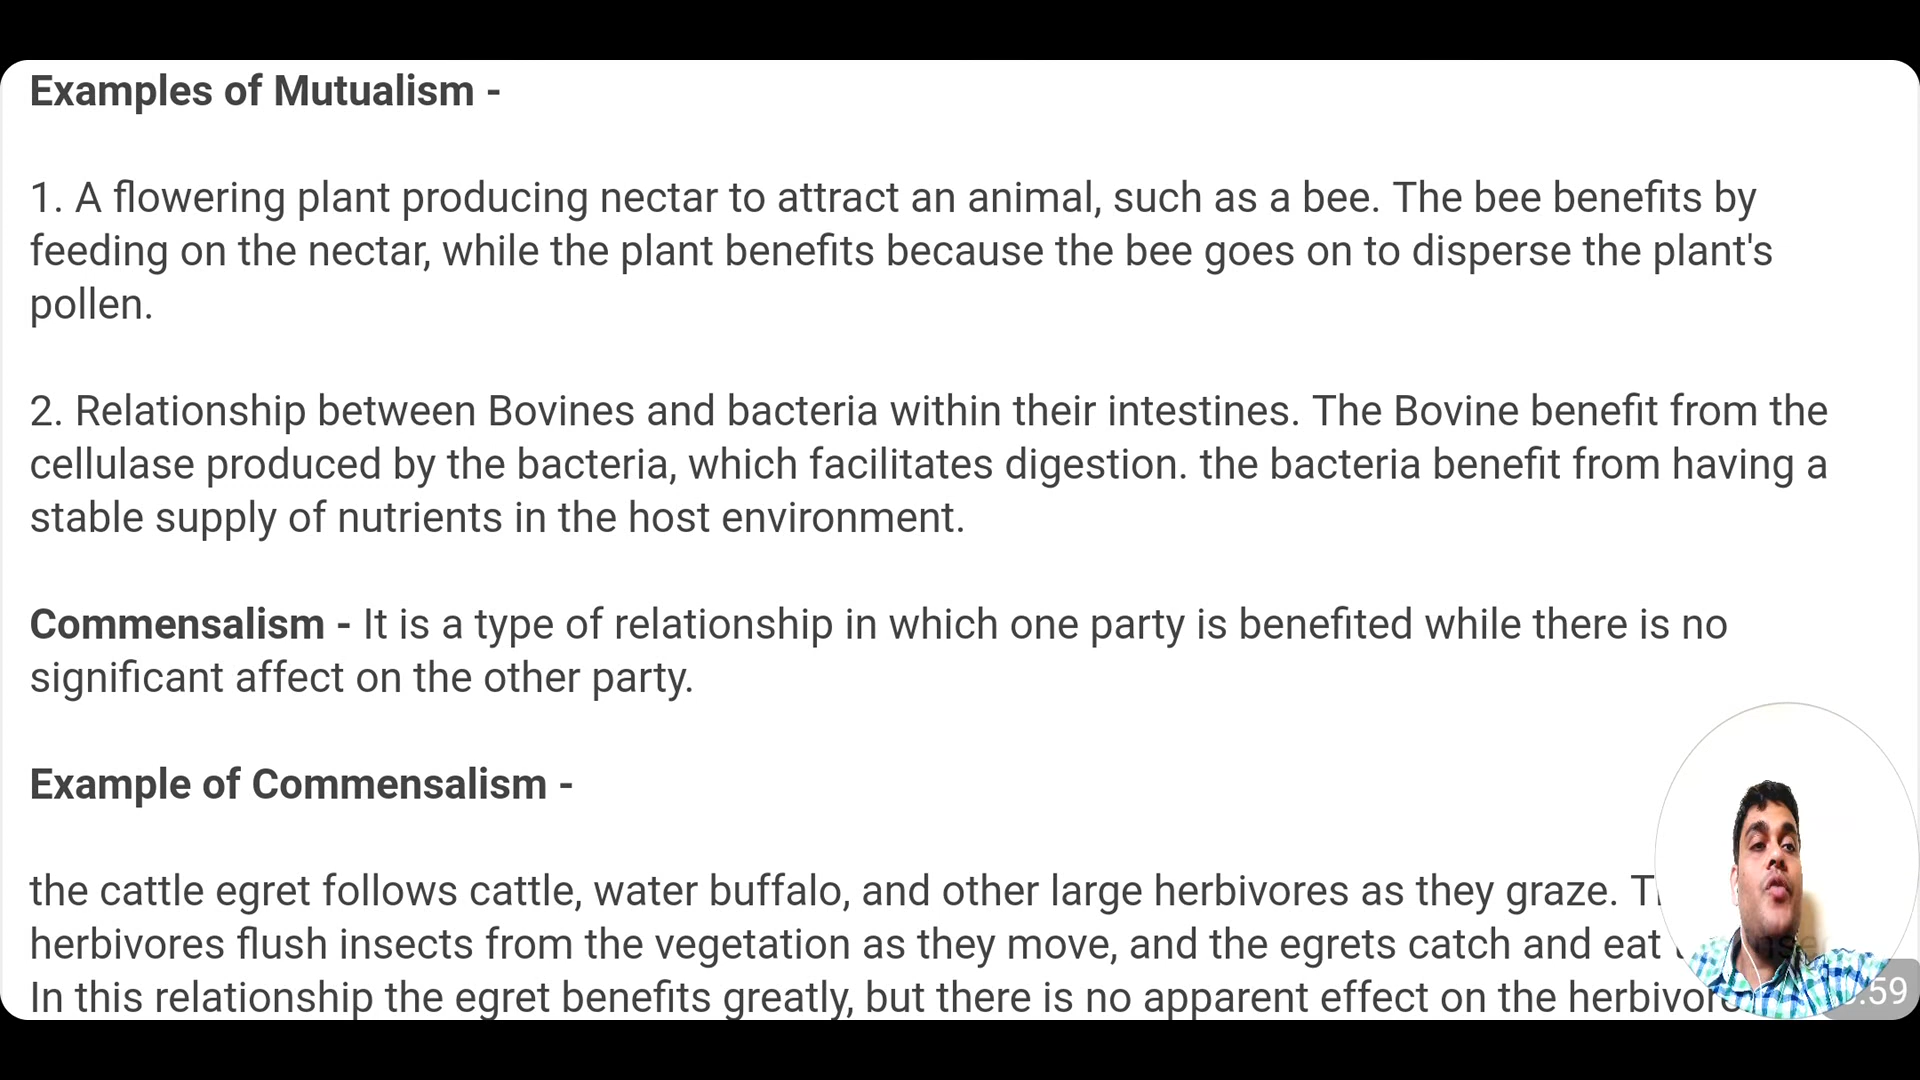 Examples of Mutualism -
1. A flowering plant producing nectar to attract an animal, such as a bee. The bee benefits by
feeding on the nectar, while the plant benefits because the bee goes on to disperse the plant's
pollen.
2. Relationship between Bovines and bacteria within their intestines. The Bovine benefit from the
cellulase produced by the bacteria, which facilitates digestion. the bacteria benefit from having a
stable supply of nutrients in the host environment.
Commensalism - It is a type of relationship in which one party is benefited while there is no
significant affect on the other party.
Example of Commensalism -
the cattle egret follows cattle, water buffalo, and other large herbivores as they graze.
herbivores flush insects from the vegetation as they move, and the egrets catch and eat
In this relationship the egret benefits greatly, but there is no apparent effect on the